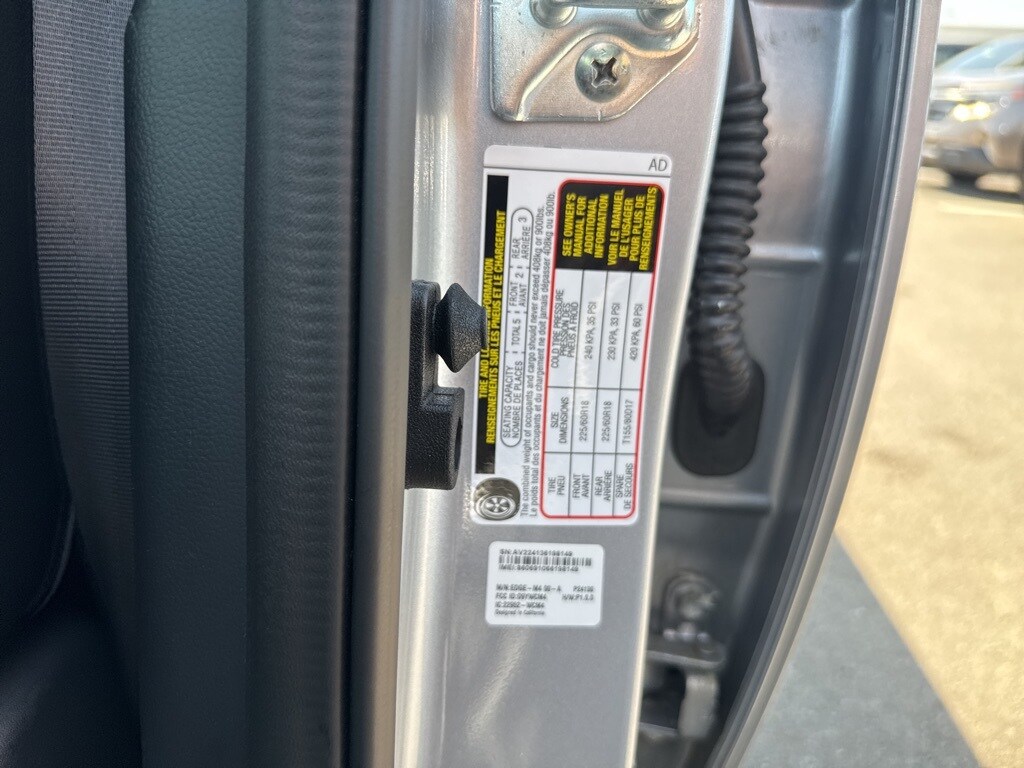 AD
TIRE AND INFORMATION
RENSEIGNEMENTS SUR LES PNEUS ET LE CHARGEMENT
SEATING CAPACITY TOTAL 5 FRONT 2 REAR 3
NOMBRE DE PLACES AVANT ARRIÈRE
The combined weight of occupants and cargo should never exceed 408kg or 900lbs.
Le poids total des occupants et du chargement ne doit jamais dépasser 408kg ou 900lb.
TIRE SIZE COLD TIRE PRESSURE
PNEU DIMENSIONS PRESSION DES
PNEUS À FROID
FRONT 225/60R18 240 KPA, 35 PSI
AVANT
REAR 225/60R18 230 KPA, 33 PSI
ARRIÈRE
SPARE T155/80D17 420 KPA, 60 PSI
DE SECOURS
SEE OWNER'S
MANUAL FOR
ADDITIONAL
INFORMATION
VOIR LE MANUEL
DE L'USAGER
POUR PLUS DE
RENSEIGNEMENTS
Designed in California